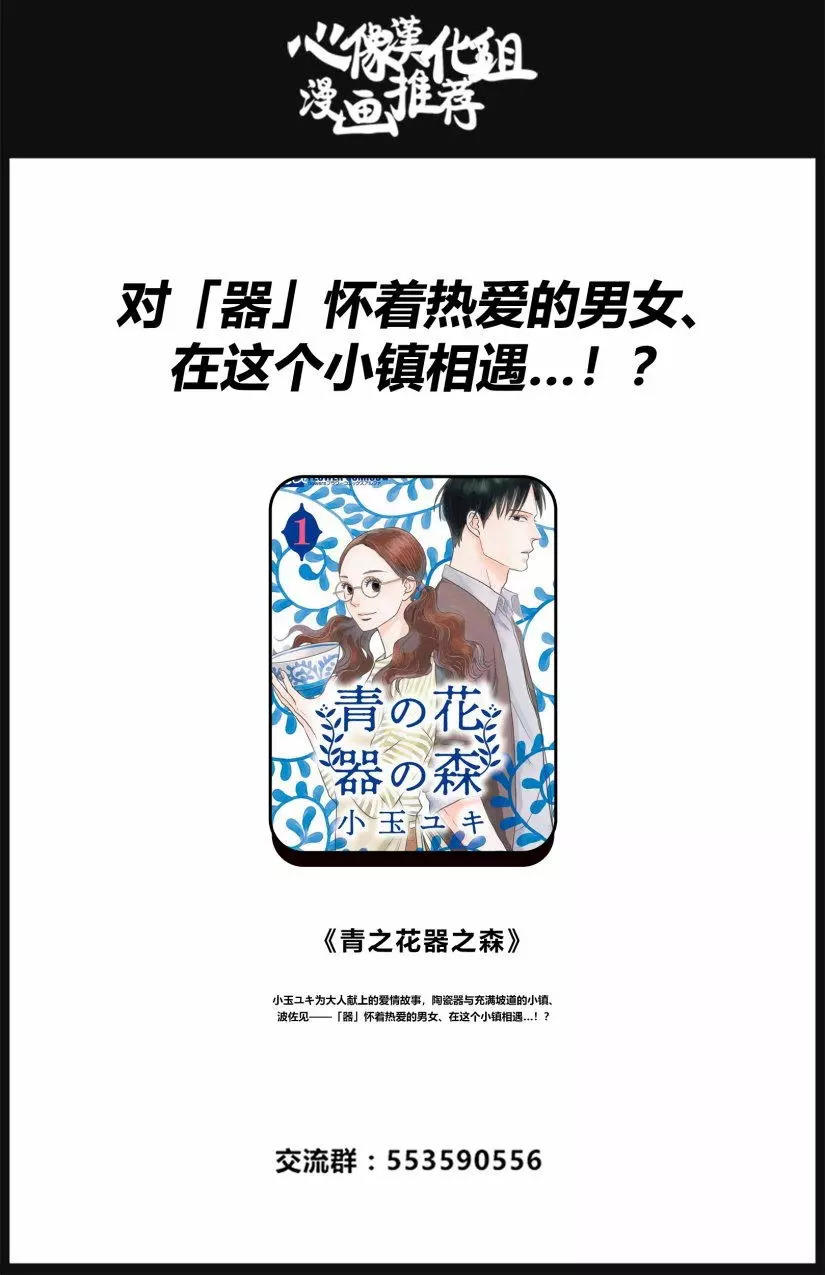 心像漢化组
漫画推荐
对「器」怀着热爱的男女、
在这个小镇相遇…！？
1
青の花
器の森
小玉ユキ
《青之花器之森》
小玉ユキ为大人献上的爱情故事，陶瓷器与充满坡道的小镇、
波佐见——「器」怀着热爱的男女、在这个小镇相遇…！？
交流群：553590556